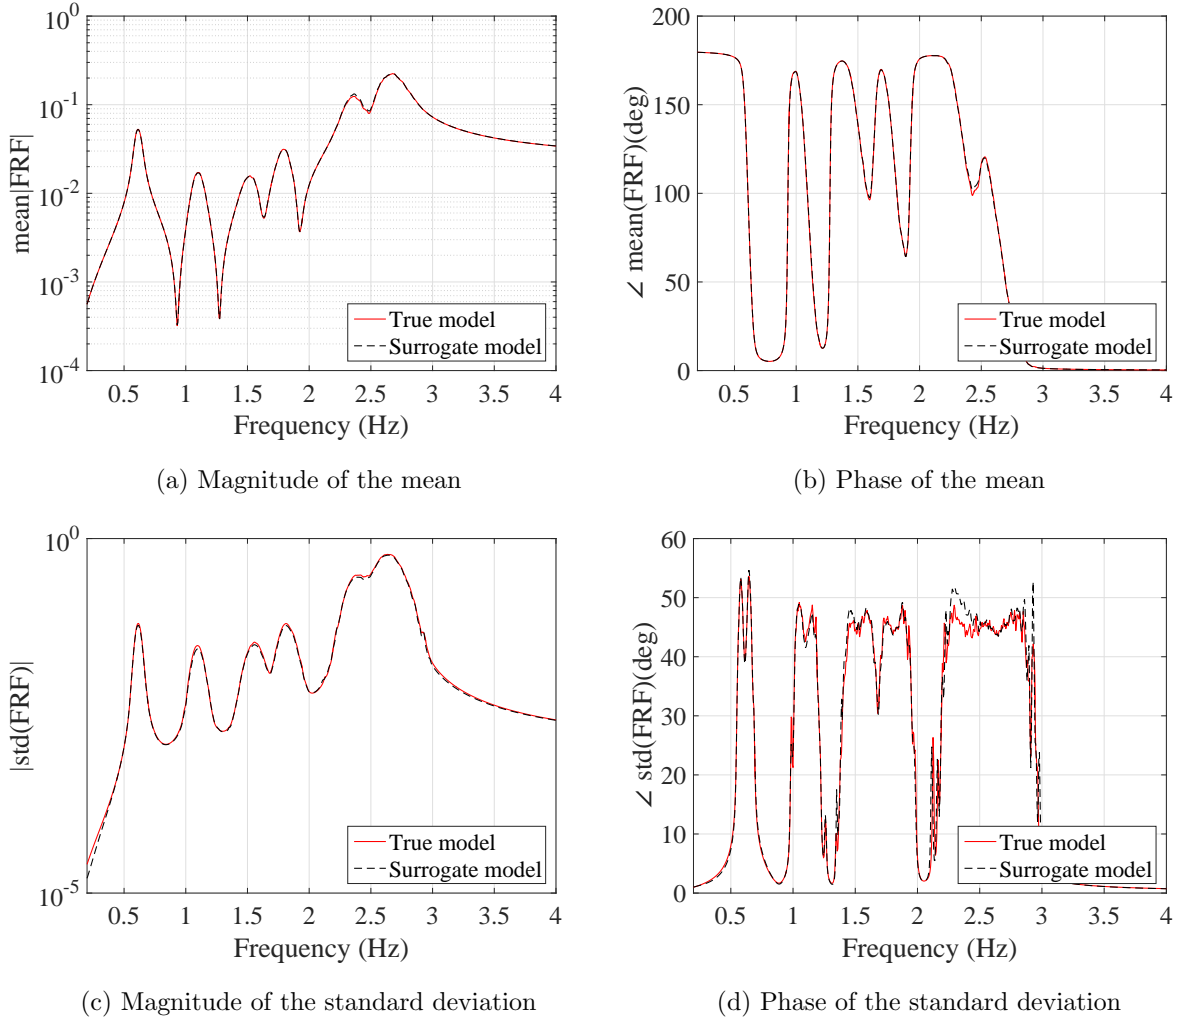 10^0
10^-1
10^-2
10^-3
10^-4
mean|FRF|
0.5 1 1.5 2 2.5 3 3.5 4
Frequency (Hz)
True model
Surrogate model
(a) Magnitude of the mean
200
150
100
50
0
∠ mean(FRF)(deg)
0.5 1 1.5 2 2.5 3 3.5 4
Frequency (Hz)
True model
Surrogate model
(b) Phase of the mean
10^0
10^-5
|std(FRF)|
0.5 1 1.5 2 2.5 3 3.5 4
Frequency (Hz)
True model
Surrogate model
(c) Magnitude of the standard deviation
60
50
40
30
20
10
0
∠ std(FRF)(deg)
0.5 1 1.5 2 2.5 3 3.5 4
Frequency (Hz)
True model
Surrogate model
(d) Phase of the standard deviation